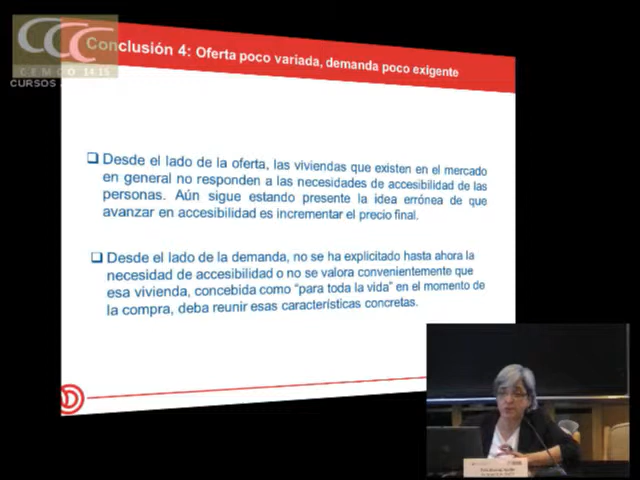 CCC
CEMCO 14:15
CURSOS
Conclusión 4: Oferta poco variada, demanda poco exigente
❑ Desde el lado de la oferta, las viviendas que existen en el mercado
en general no responden a las necesidades de accesibilidad de las
personas. Aún sigue estando presente la idea errónea de que
avanzar en accesibilidad es incrementar el precio final.
❑ Desde el lado de la demanda, no se ha explicitado hasta ahora la
necesidad de accesibilidad o no se valora convenientemente que
esa vivienda, concebida como “para toda la vida” en el momento de
la compra, deba reunir esas características concretas.